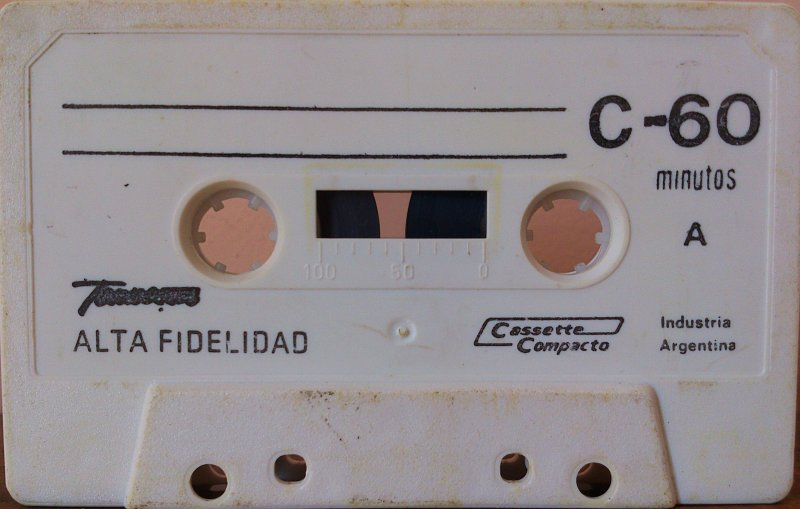 C-60
minutos
A
100 50 0
ALTA FIDELIDAD
Cassette
Compacto
Industria
Argentina